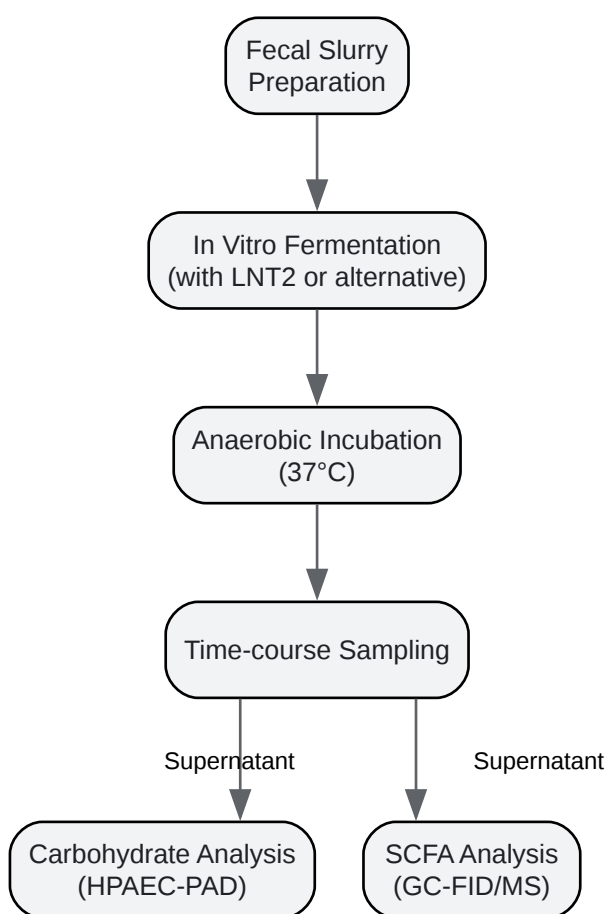 Fecal Slurry
Preparation
In Vitro Fermentation
(with LNT2 or alternative)
Anaerobic Incubation
(37°C)
Time-course Sampling
Supernatant
Supernatant
Carbohydrate Analysis
(HPAEC-PAD)
SCFA Analysis
(GC-FID/MS)